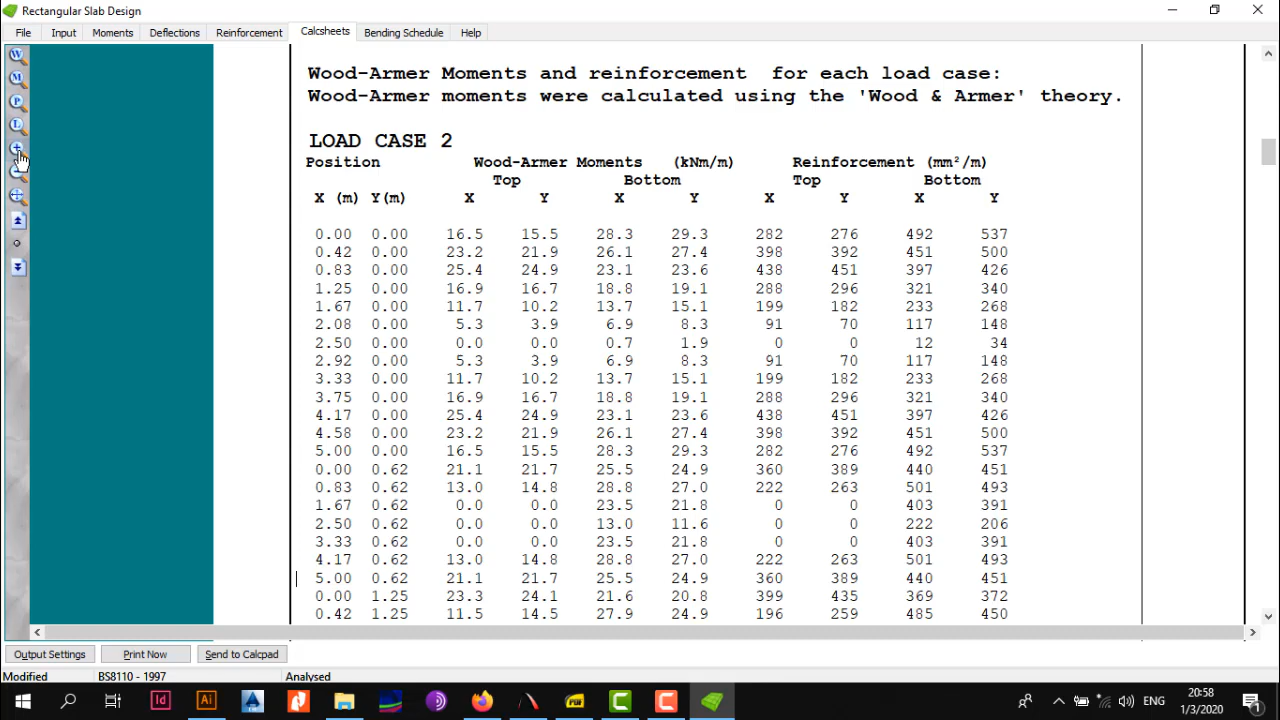 Rectangular Slab Design
File Input Moments Deflections Reinforcement Calcsheets Bending Schedule Help
W
M
P
L
Wood-Armer Moments and reinforcement for each load case:
Wood-Armer moments were calculated using the 'Wood & Armer' theory.
LOAD CASE 2
Position Wood-Armer Moments (kNm/m) Reinforcement (mm²/m)
Top Bottom Top Bottom
X (m) Y(m) X Y X Y X Y X Y
0.00 0.00 16.5 15.5 28.3 29.3 282 276 492 537
0.42 0.00 23.2 21.9 26.1 27.4 398 392 451 500
0.83 0.00 25.4 24.9 23.1 23.6 438 451 397 426
1.25 0.00 16.9 16.7 18.8 19.1 288 296 321 340
1.67 0.00 11.7 10.2 13.7 15.1 199 182 233 268
2.08 0.00 5.3 3.9 6.9 8.3 91 70 117 148
2.50 0.00 0.0 0.0 0.7 1.9 0 0 12 34
2.92 0.00 5.3 3.9 6.9 8.3 91 70 117 148
3.33 0.00 11.7 10.2 13.7 15.1 199 182 233 268
3.75 0.00 16.9 16.7 18.8 19.1 288 296 321 340
4.17 0.00 25.4 24.9 23.1 23.6 438 451 397 426
4.58 0.00 23.2 21.9 26.1 27.4 398 392 451 500
5.00 0.00 16.5 15.5 28.3 29.3 282 276 492 537
0.00 0.62 21.1 21.7 25.5 24.9 360 389 440 451
0.83 0.62 13.0 14.8 28.8 27.0 222 263 501 493
1.67 0.62 0.0 0.0 23.5 21.8 0 0 403 391
2.50 0.62 0.0 0.0 13.0 11.6 0 0 222 206
3.33 0.62 0.0 0.0 23.5 21.8 0 0 403 391
4.17 0.62 13.0 14.8 28.8 27.0 222 263 501 493
5.00 0.62 21.1 21.7 25.5 24.9 360 389 440 451
0.00 1.25 23.3 24.1 21.6 20.8 399 435 369 372
0.42 1.25 11.5 14.5 27.9 24.9 196 259 485 450
Output Settings Print Now Send to Calcpad
Modified BS8110 - 1997 Analysed
Id Ai ENG 20:58
1/3/2020 1